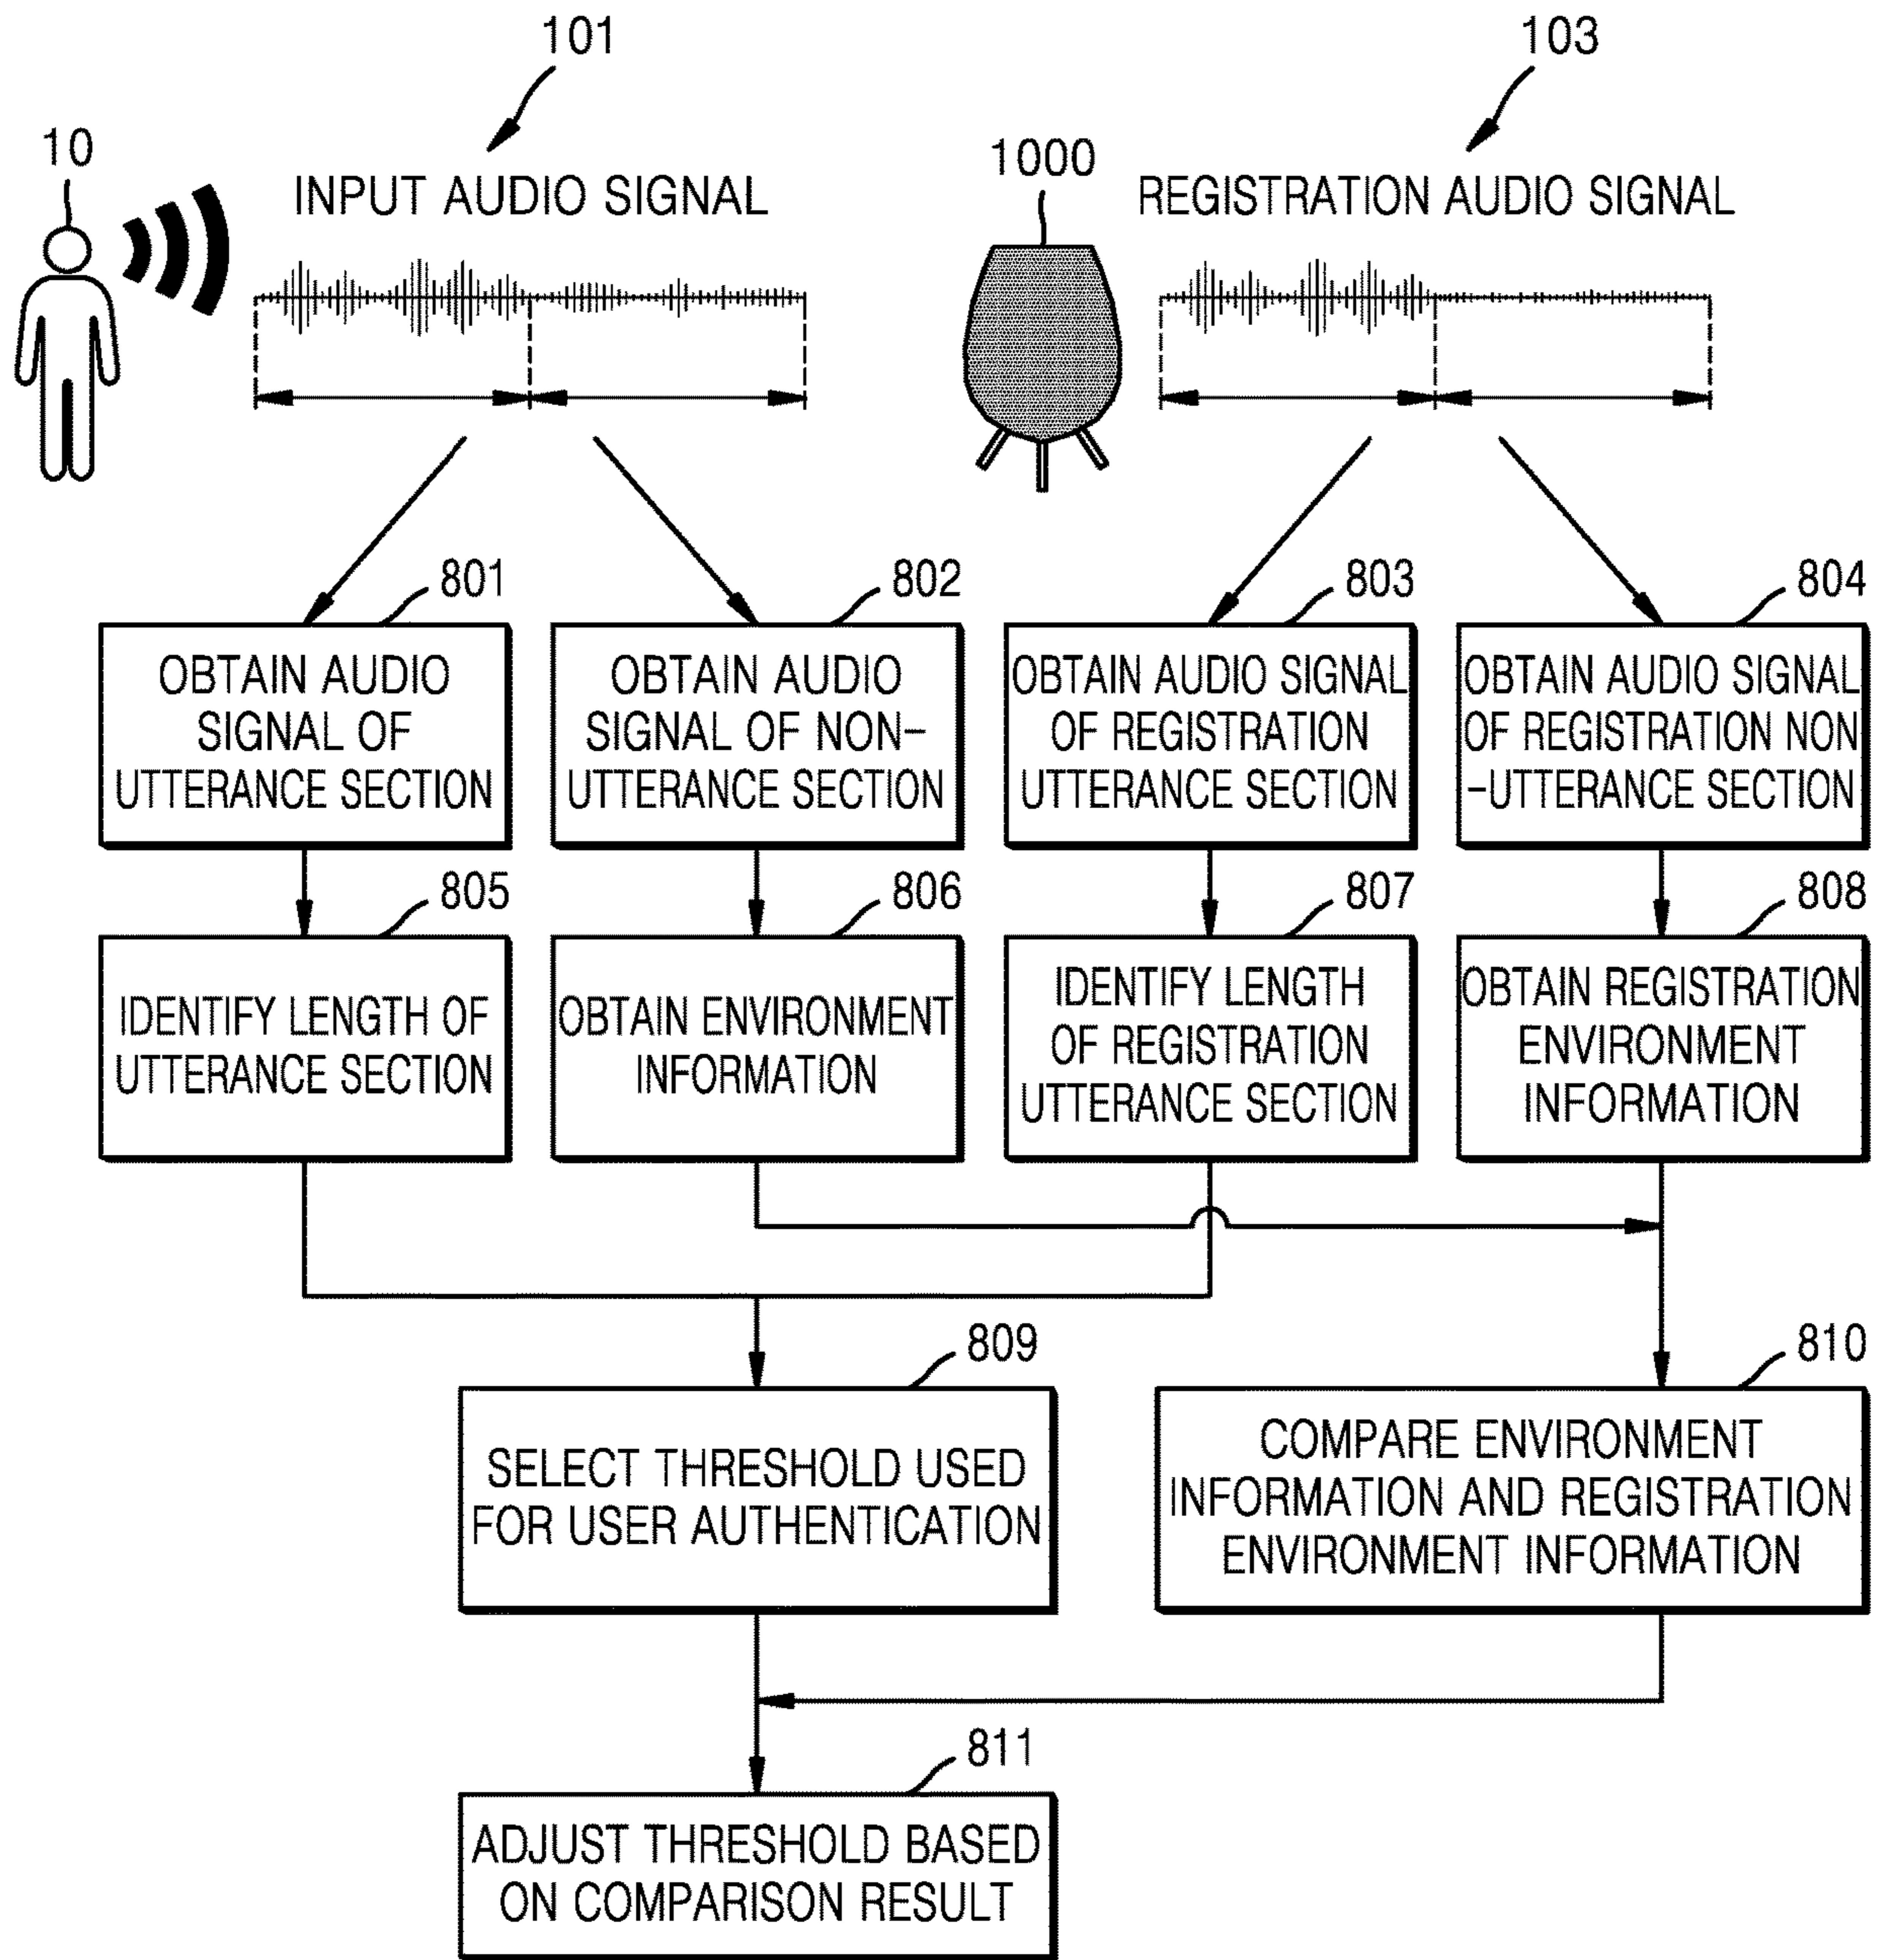 101
103
10
1000
INPUT AUDIO SIGNAL
REGISTRATION AUDIO SIGNAL
801
802
803
804
OBTAIN AUDIO
SIGNAL OF
UTTERANCE SECTION
OBTAIN AUDIO
SIGNAL OF NON-
UTTERANCE SECTION
OBTAIN AUDIO SIGNAL
OF REGISTRATION
UTTERANCE SECTION
OBTAIN AUDIO SIGNAL
OF REGISTRATION NON
-UTTERANCE SECTION
805
806
807
808
IDENTIFY LENGTH OF
UTTERANCE SECTION
OBTAIN ENVIRONMENT
INFORMATION
IDENTIFY LENGTH
OF REGISTRATION
UTTERANCE SECTION
OBTAIN REGISTRATION
ENVIRONMENT
INFORMATION
809
810
SELECT THRESHOLD USED
FOR USER AUTHENTICATION
COMPARE ENVIRONMENT
INFORMATION AND REGISTRATION
ENVIRONMENT INFORMATION
811
ADJUST THRESHOLD BASED
ON COMPARISON RESULT